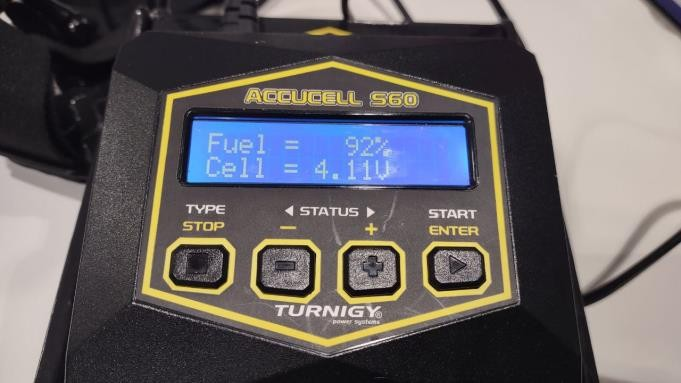 ACCUCELL S60
Fuel =   92%
Cell = 4.11V
TYPE ◀ STATUS ▶ START
STOP − + ENTER
TURNIGY®
power systems